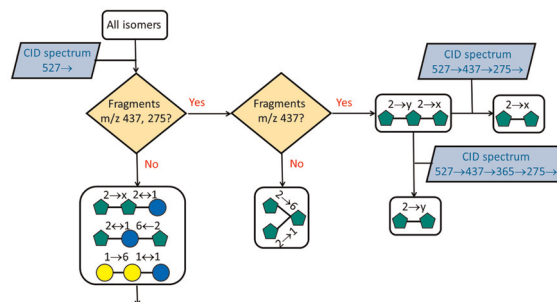 All isomers
CID spectrum
527→
Fragments
m/z 437, 275?
Yes
Fragments
m/z 437?
Yes
2→y 2→x
CID spectrum
527→437→275→
2→x
No
No
CID spectrum
527→437→365→275→
2→x 2↔1
2↔1 6←2
1→6 1↔1
2→6
2→1
2→y